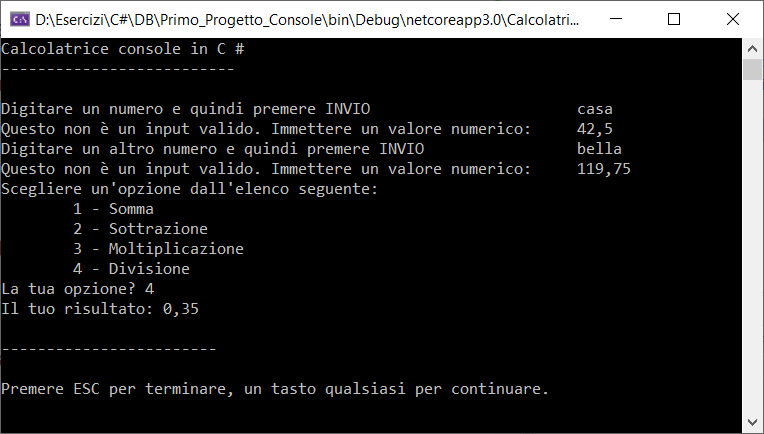 D:\Esercizi\C#\DB\Primo_Progetto_Console\bin\Debug\netcoreapp3.0\Calcolatri...
Calcolatrice console in C #
--------------------------
Digitare un numero e quindi premere INVIO casa
Questo non è un input valido. Immettere un valore numerico: 42,5
Digitare un altro numero e quindi premere INVIO bella
Questo non è un input valido. Immettere un valore numerico: 119,75
Scegliere un'opzione dall'elenco seguente:
1 - Somma
2 - Sottrazione
3 - Moltiplicazione
4 - Divisione
La tua opzione? 4
Il tuo risultato: 0,35
------------------------
Premere ESC per terminare, un tasto qualsiasi per continuare.